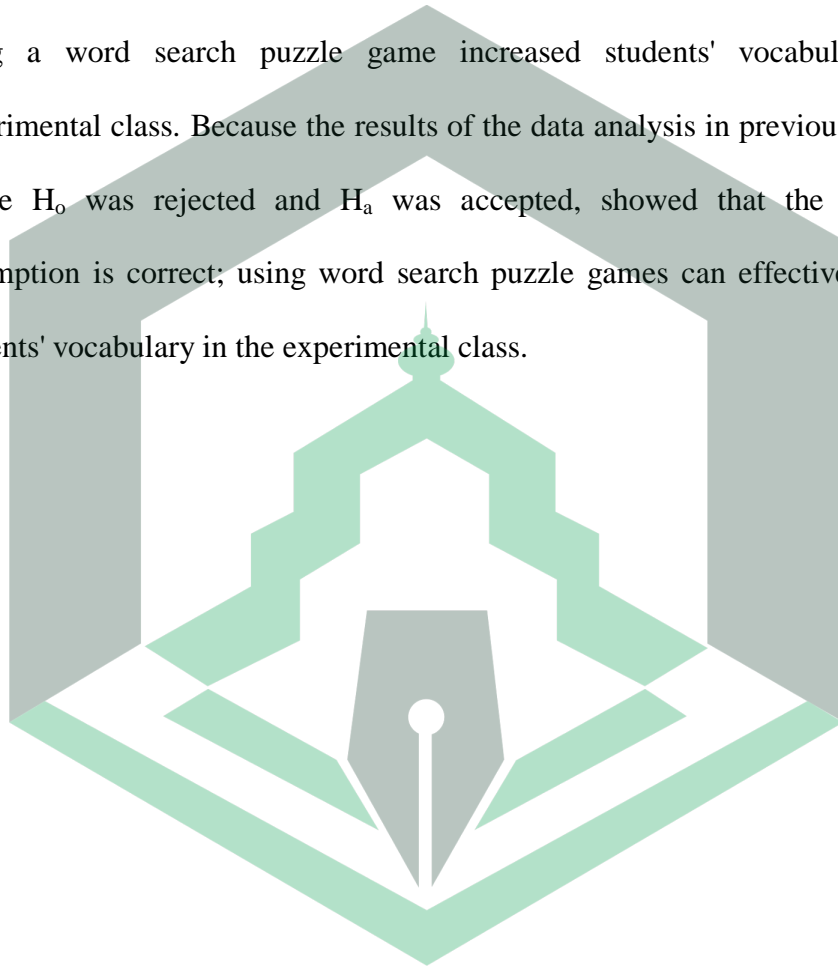 g a word search puzzle game increased students' vocabul
rimental class. Because the results of the data analysis in previou
e Ho was rejected and Ha was accepted, showed that the
mption is correct; using word search puzzle games can effective
ents' vocabulary in the experimental class.